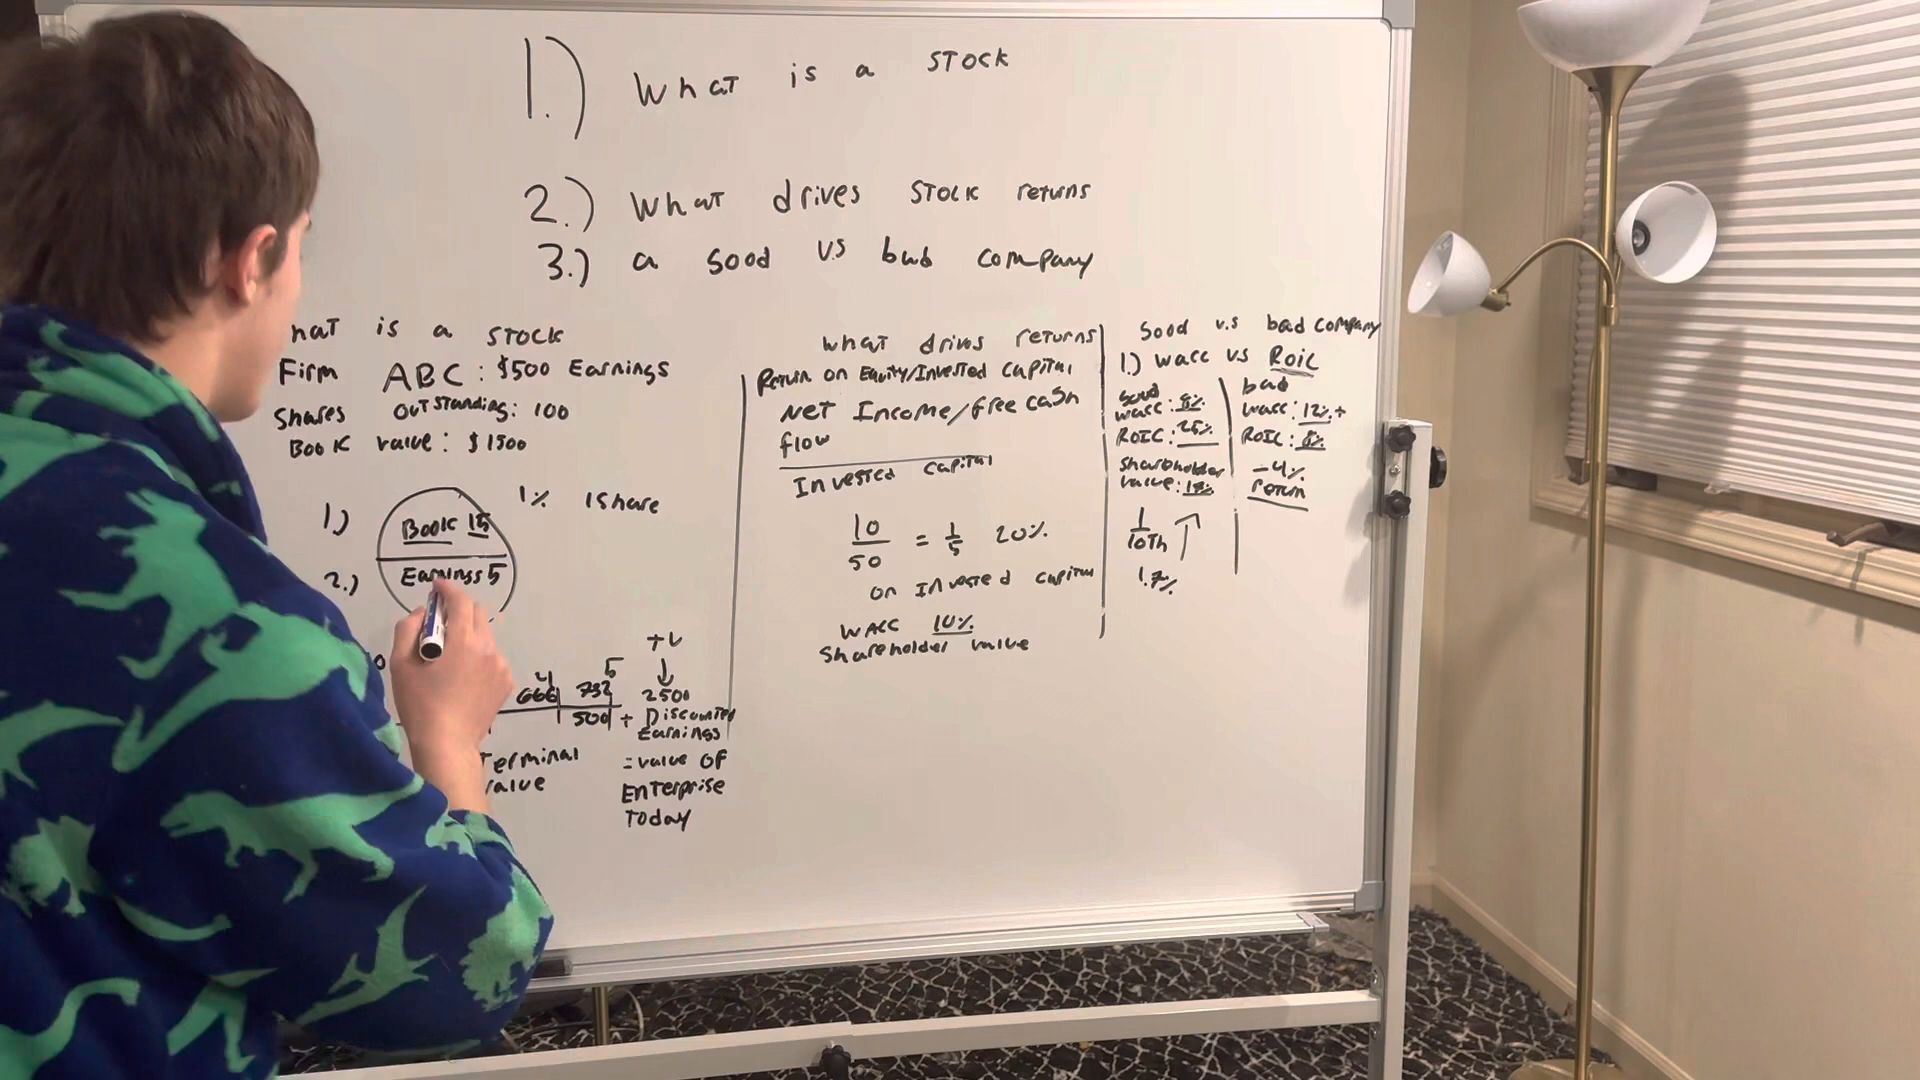 1.) What is a STOCK
2.) What drives STOCK returns
3.) a good vs bad company
hat is a STOCK
Firm ABC: $500 Earnings
Shares OutStanding: 100
Book value: $1500
1) Book 15 1% 1 Share
2.) Earnings 5
4 5 +V
666 732 2500
500 + Discounted Earnings
Terminal Value
= value OF Enterprise Today
what drives returns
Return on Equity/Invested Capital
Net Income/free cash flow
Invested Capital
10
50
= 1/5 20%
on Invested capital
WACC 10%
Shareholder value
Good v.s bad Company
1.) wacc vs Roic
good
wacc: 8%
ROIC: 25%
Shareholder value: 17%
1
10Th
1.7%
bad
wacc: 12%+
ROIC: 8%
-4% return